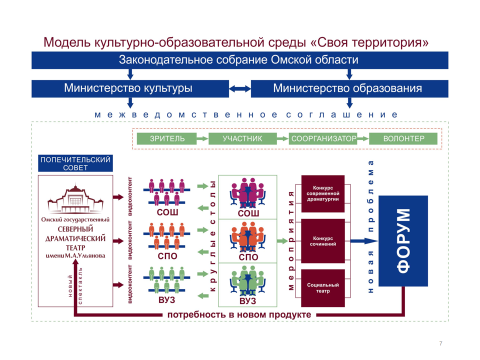 Модель культурно-образовательной среды «Своя территория»
Законодательное собрание Омской области
Министерство культуры
Министерство образования
межведомственное соглашение
ЗРИТЕЛЬ
УЧАСТНИК
СООРГАНИЗАТОР
ВОЛОНТЕР
ПОПЕЧИТЕЛЬСКИЙ
СОВЕТ
Омский государственный
СЕВЕРНЫЙ
ДРАМАТИЧЕСКИЙ
ТЕАТР
имени М.А.Ульянова
новый
спектакль
видеоконтент
СОШ
видеоконтент
СПО
видеоконтент
ВУЗ
круглые столы
СОШ
СПО
ВУЗ
мероприятия
Конкурс
современной
драматургии
Конкурс
сочинений
Социальный
театр
новая проблема
ФОРУМ
потребность в новом продукте
7